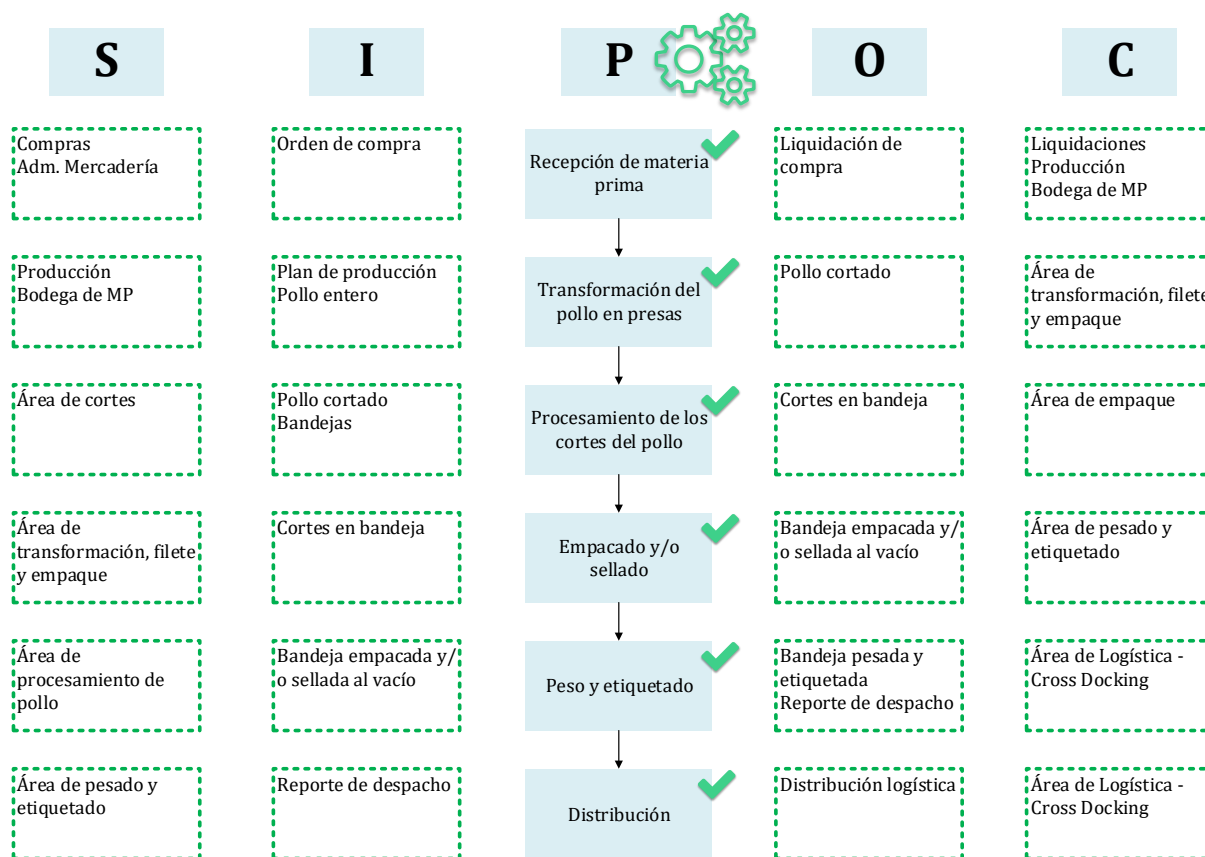 S
I
P
O
C
Compras
Adm. Mercadería
Orden de compra
Recepción de materia
prima
Liquidación de
compra
Liquidaciones
Producción
Bodega de MP
Producción
Bodega de MP
Plan de producción
Pollo entero
Transformación del
pollo en presas
Pollo cortado
Área de
transformación, filete
y empaque
Área de cortes
Pollo cortado
Bandejas
Procesamiento de los
cortes del pollo
Cortes en bandeja
Área de empaque
Área de
transformación, filete
y empaque
Cortes en bandeja
Empacado y/o
sellado
Bandeja empacada y/
o sellada al vacío
Área de pesado y
etiquetado
Área de
procesamiento de
pollo
Bandeja empacada y/
o sellada al vacío
Peso y etiquetado
Bandeja pesada y
etiquetada
Reporte de despacho
Área de Logística -
Cross Docking
Área de pesado y
etiquetado
Reporte de despacho
Distribución
Distribución logística
Área de Logística -
Cross Docking